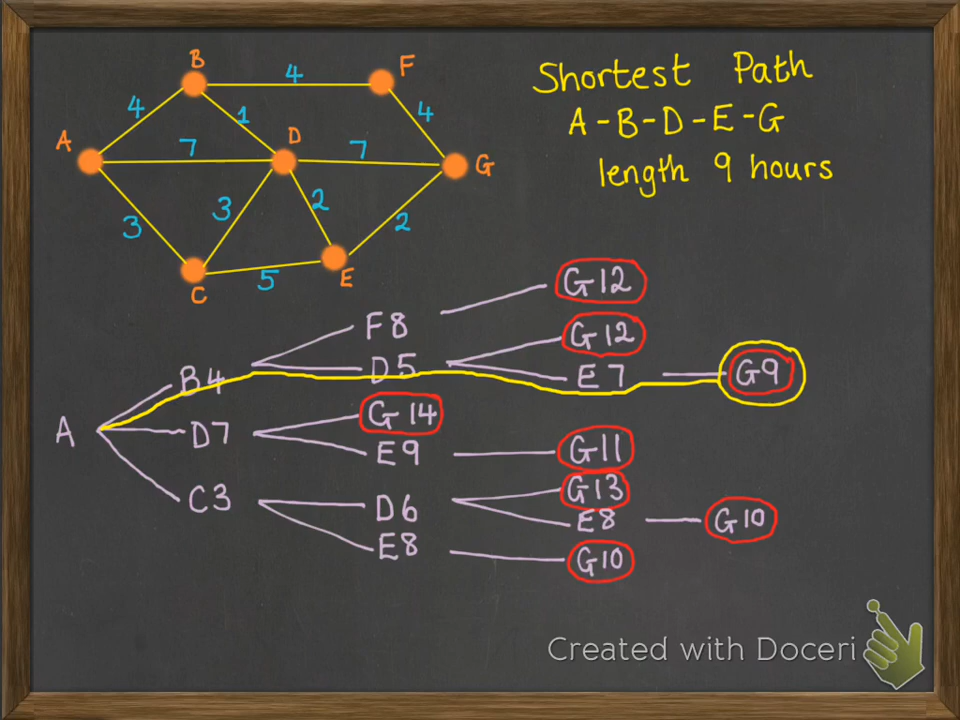 B
4
F
4
1
4
A
7
D
7
G
3
3
2
2
C
5
E
Shortest Path
A-B-D-E-G
length 9 hours
G12
F8
G12
B4
D5
E7
G9
A
D7
G14
E9
G11
C3
D6
G13
E8
G10
E8
G10
Created with Doceri